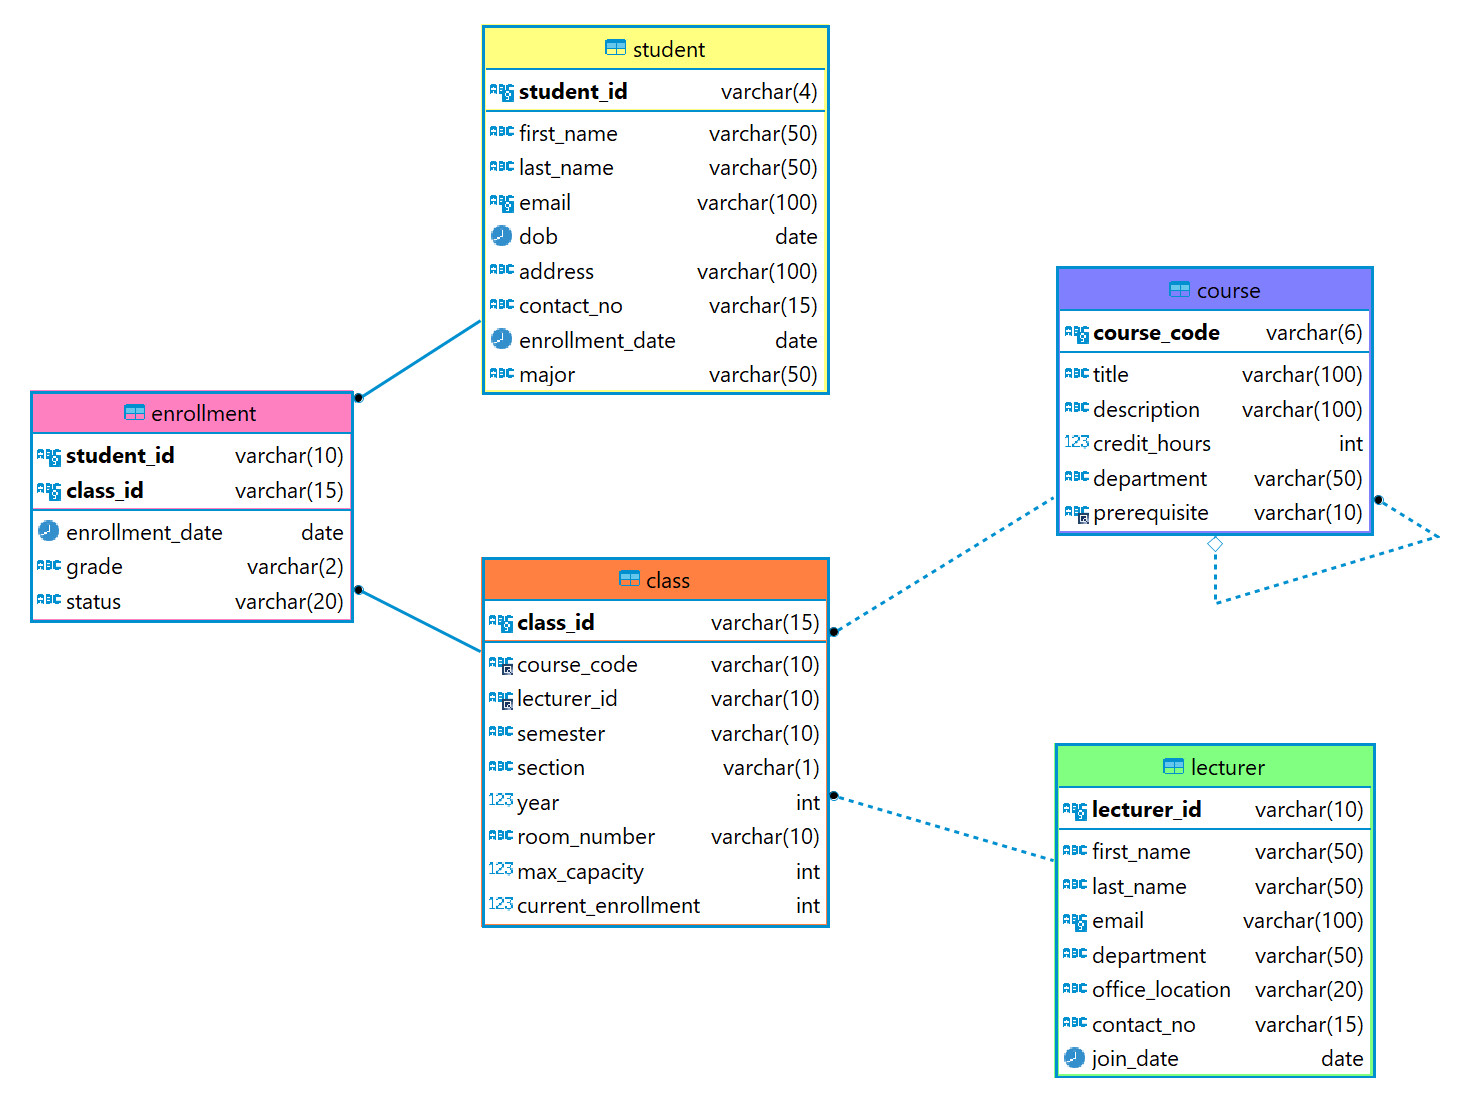 student
student_id varchar(4)
first_name varchar(50)
last_name varchar(50)
email varchar(100)
dob date
address varchar(100)
contact_no varchar(15)
enrollment_date date
major varchar(50)
enrollment
student_id varchar(10)
class_id varchar(15)
enrollment_date date
grade varchar(2)
status varchar(20)
class
class_id varchar(15)
course_code varchar(10)
lecturer_id varchar(10)
semester varchar(10)
section varchar(1)
year int
room_number varchar(10)
max_capacity int
current_enrollment int
course
course_code varchar(6)
title varchar(100)
description varchar(100)
credit_hours int
department varchar(50)
prerequisite varchar(10)
lecturer
lecturer_id varchar(10)
first_name varchar(50)
last_name varchar(50)
email varchar(100)
department varchar(50)
office_location varchar(20)
contact_no varchar(15)
join_date date